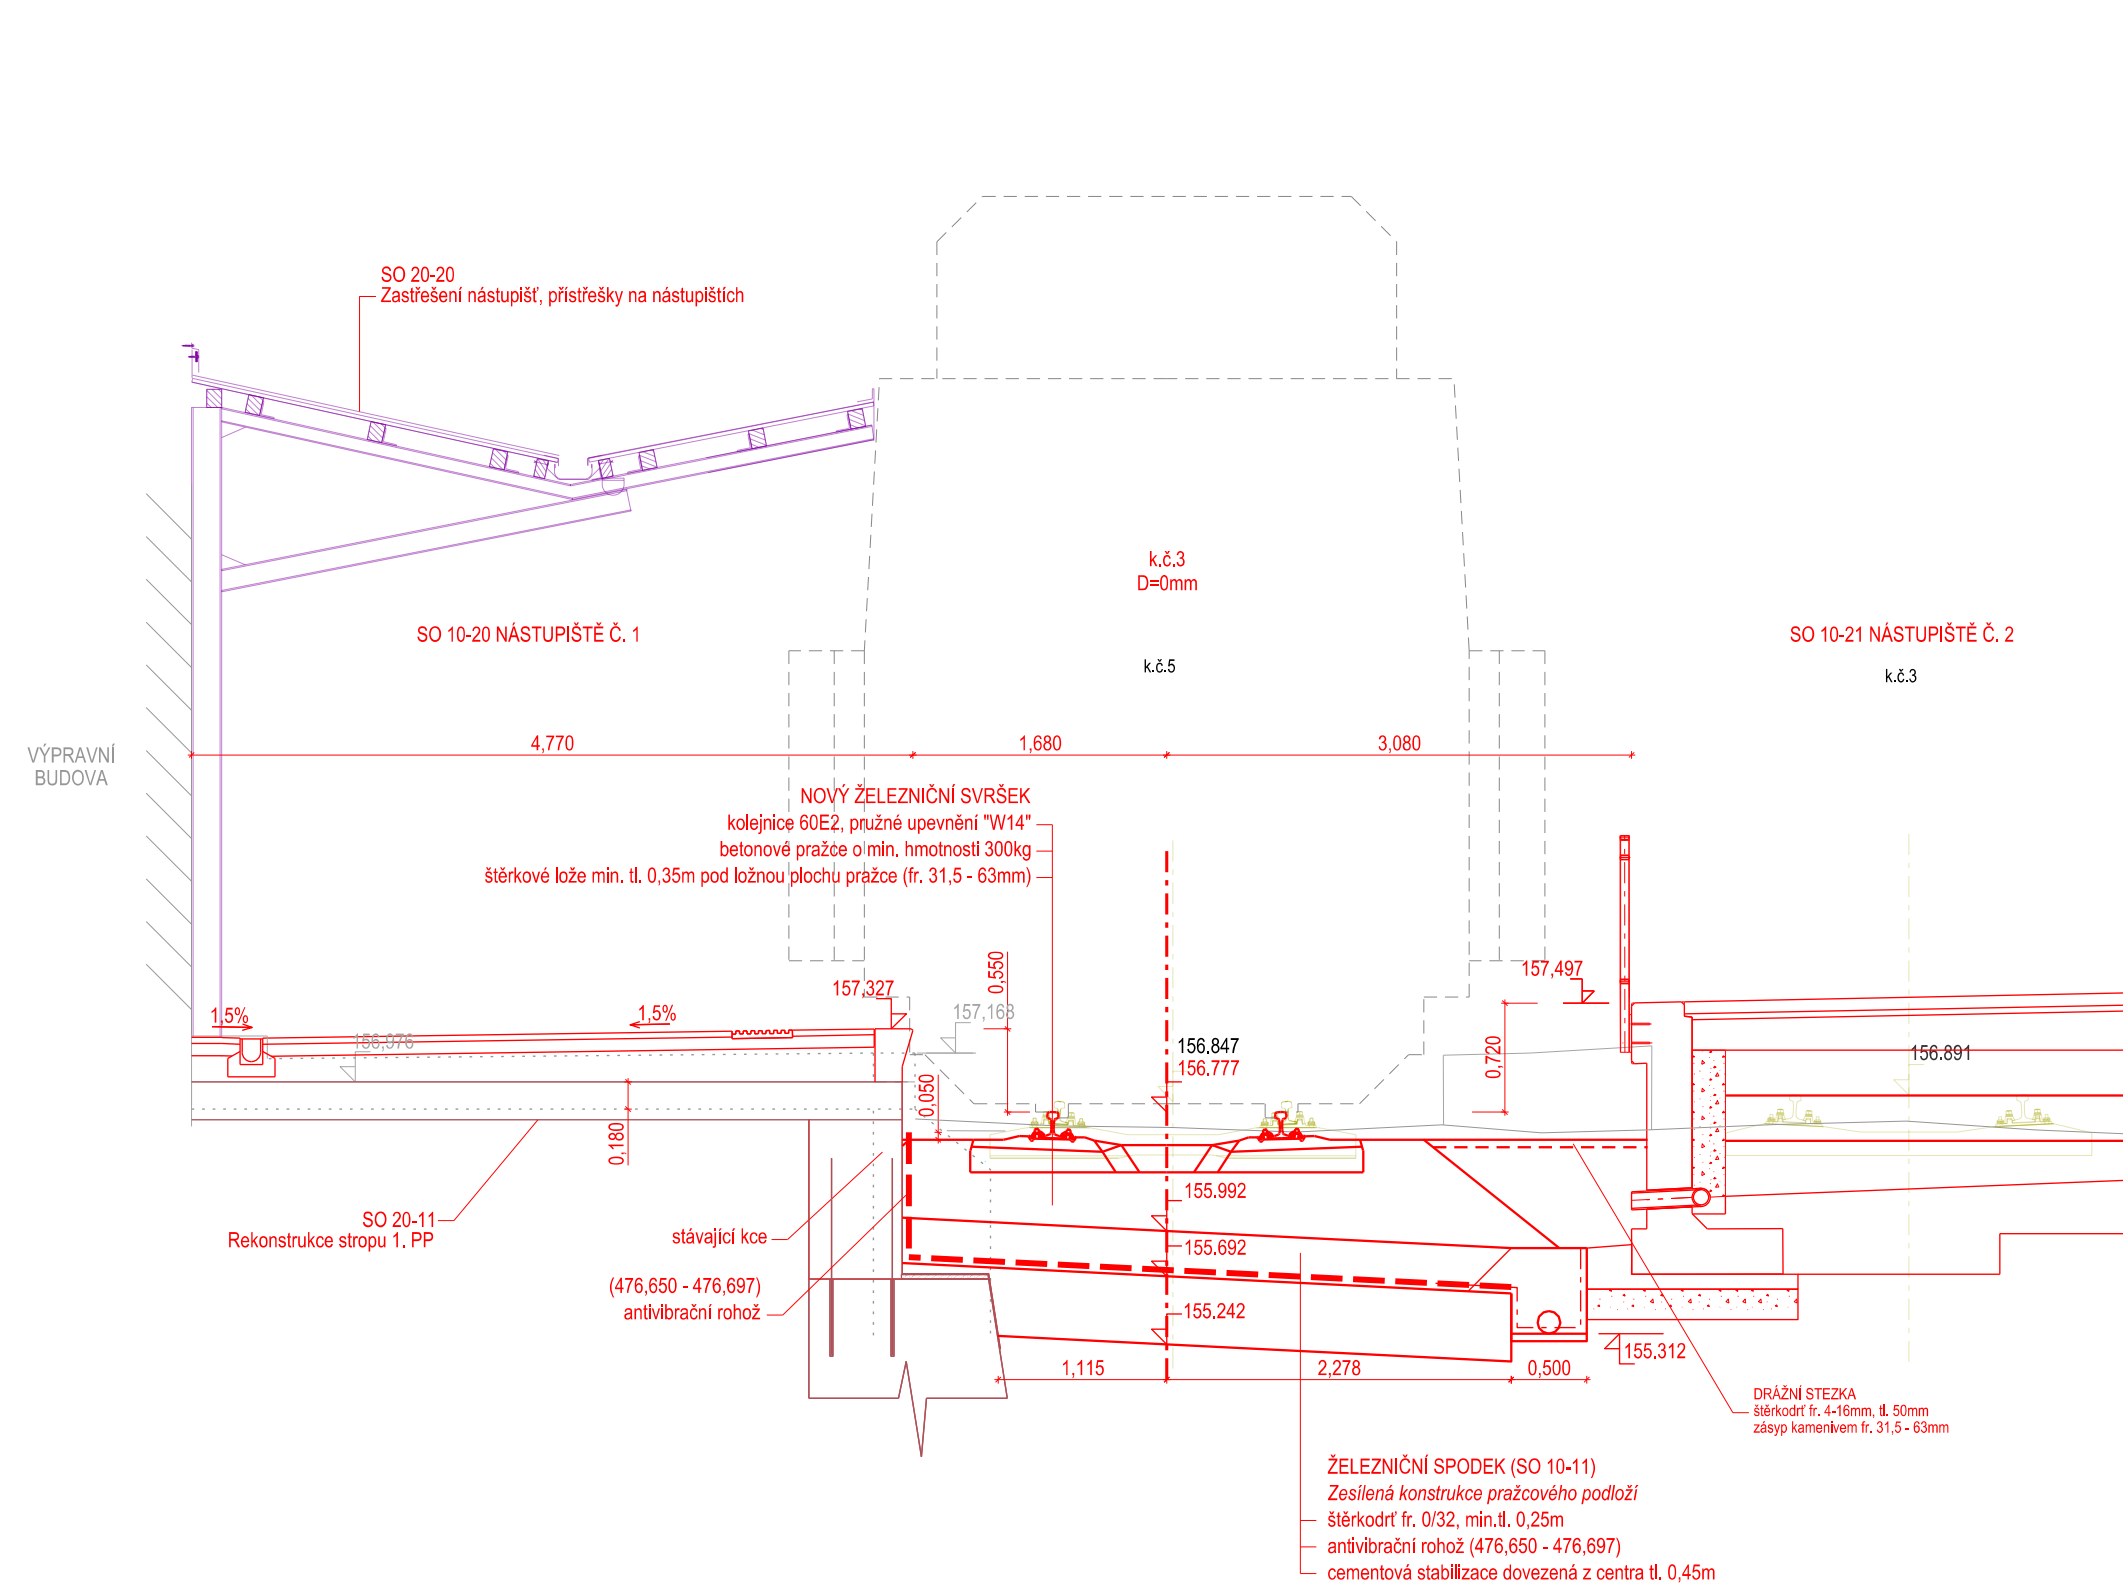 SO 20-20
Zastřešení nástupišť, přístřešky na nástupištích
k.č.3
D=0mm
SO 10-20 NÁSTUPIŠTĚ Č. 1
SO 10-21 NÁSTUPIŠTĚ Č. 2
k.č.5
k.č.3
VÝPRAVNÍ
BUDOVA
4,770
1,680
3,080
NOVÝ ŽELEZNIČNÍ SVRŠEK
kolejnice 60E2, pružné upevnění "W14"
betonové pražce o min. hmotnosti 300kg
štěrkové lože min. tl. 0,35m pod ložnou plochu pražce (fr. 31,5 - 63mm)
0,550
157,497
157,327
157,168
1,5%
1,5%
156,976
156.847
156.777
0,720
156.891
0,050
0,180
155.992
SO 20-11
Rekonstrukce stropu 1. PP
stávající kce
155.692
(476,650 - 476,697)
antivibrační rohož
155.242
155,312
1,115
2,278
0,500
DRÁŽNÍ STEZKA
štěrkodrť fr. 4-16mm, tl. 50mm
zásyp kamenivem fr. 31,5 - 63mm
ŽELEZNIČNÍ SPODEK (SO 10-11)
Zesílená konstrukce pražcového podloží
štěrkodrť fr. 0/32, min.tl. 0,25m
antivibrační rohož (476,650 - 476,697)
cementová stabilizace dovezená z centra tl. 0,45m